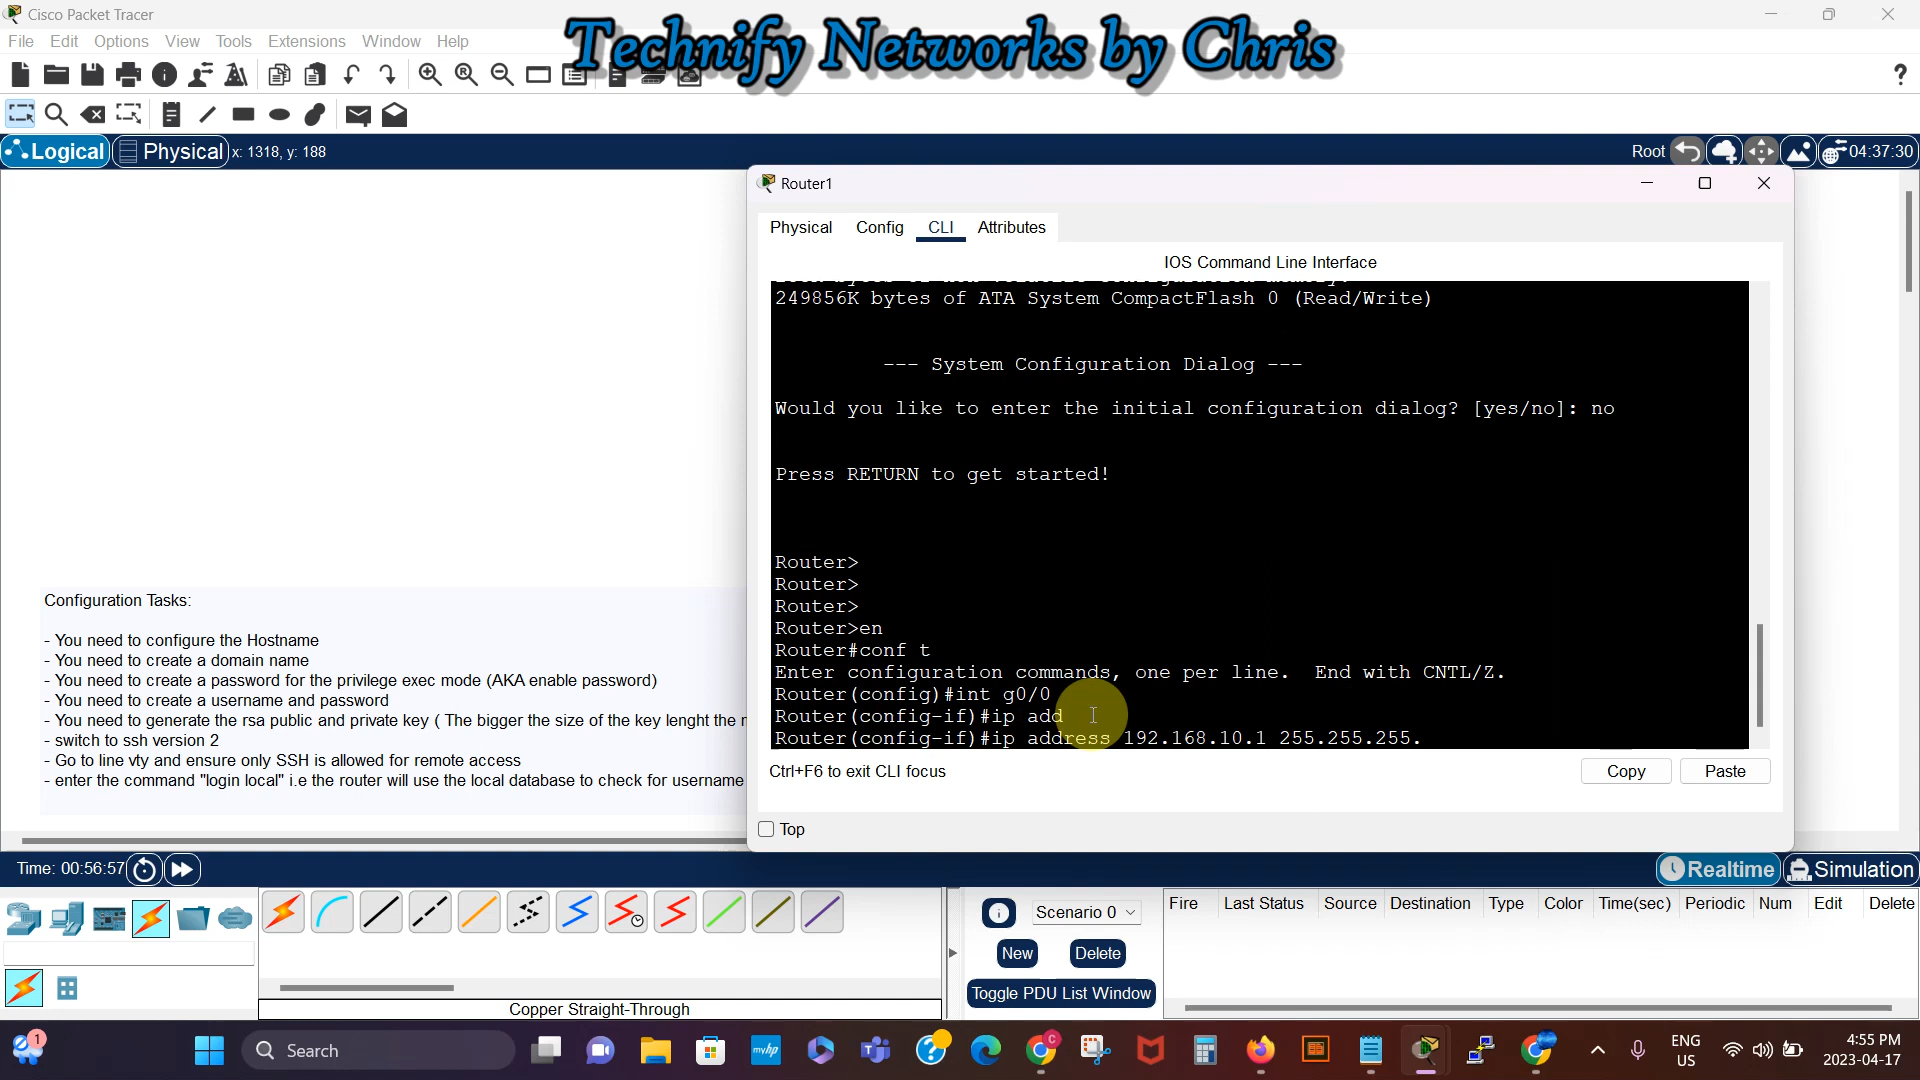 Cisco Packet Tracer
Technify Networks by Chris
File Edit Options View Tools Extensions Window Help
?
Logical Physical x: 1318, y: 188
Root 04:37:30
Router1
Physical Config CLI Attributes
IOS Command Line Interface
249856K bytes of ATA System CompactFlash 0 (Read/Write)
--- System Configuration Dialog ---
Would you like to enter the initial configuration dialog? [yes/no]: no
Press RETURN to get started!
Router>
Router>
Router>
Router>en
Router#conf t
Enter configuration commands, one per line.  End with CNTL/Z.
Router(config)#int g0/0
Router(config-if)#ip add
Router(config-if)#ip address 192.168.10.1 255.255.255.
Ctrl+F6 to exit CLI focus
Copy Paste
Top
Configuration Tasks:
- You need to configure the Hostname
- You need to create a domain name
- You need to create a password for the privilege exec mode (AKA enable password)
- You need to create a username and password
- You need to generate the rsa public and private key ( The bigger the size of the key lenght the
- switch to ssh version 2
- Go to line vty and ensure only SSH is allowed for remote access
- enter the command "login local" i.e the router will use the local database to check for username
Time: 00:56:57
Realtime Simulation
Scenario 0
New Delete
Toggle PDU List Window
Fire Last Status Source Destination Type Color Time(sec) Periodic Num Edit Delete
Copper Straight-Through
1
Search
myhp
ENG
US
4:55 PM
2023-04-17